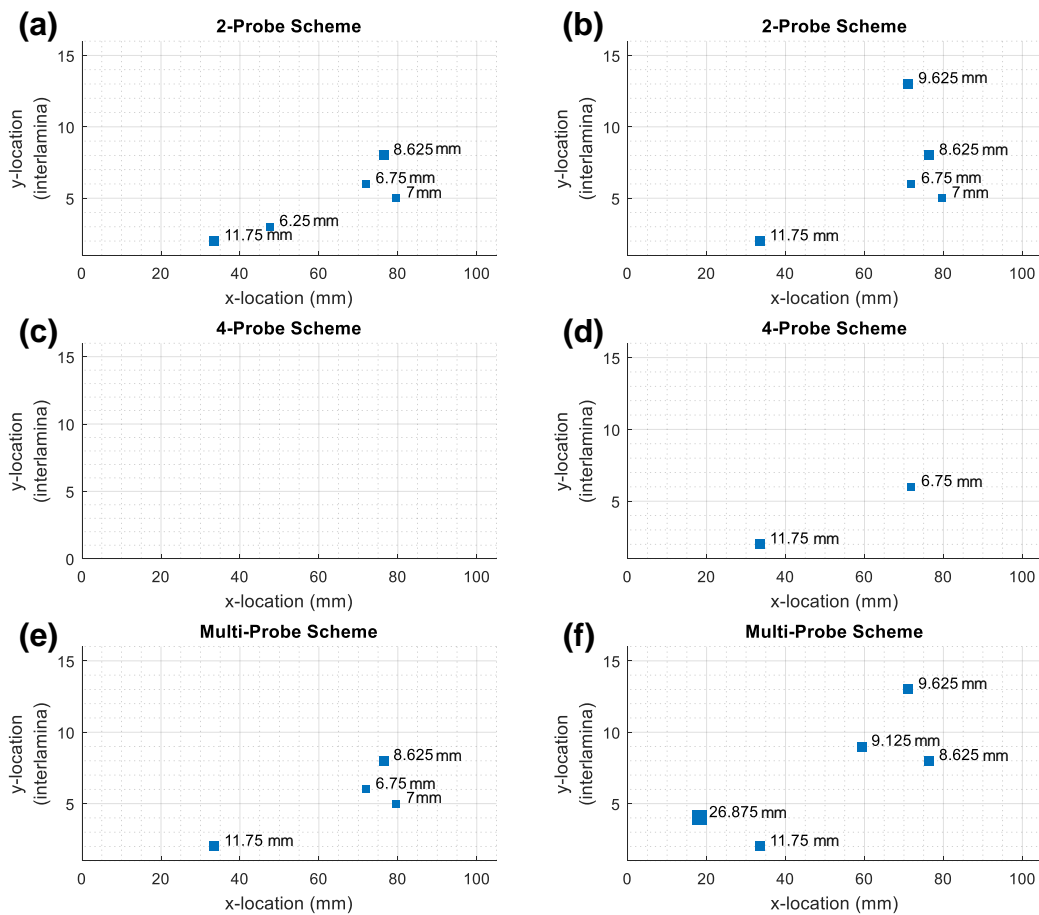 (a)
2-Probe Scheme
15
10
5
y-location
(interlamina)
8.625 mm
6.75 mm
7 mm
6.25 mm
11.75 mm
0 20 40 60 80 100
x-location (mm)
(b)
2-Probe Scheme
15
10
5
y-location
(interlamina)
9.625 mm
8.625 mm
6.75 mm
7 mm
11.75 mm
0 20 40 60 80 100
x-location (mm)
(c)
4-Probe Scheme
15
10
5
0
y-location
(interlamina)
0 20 40 60 80 100
x-location (mm)
(d)
4-Probe Scheme
15
10
5
y-location
(interlamina)
6.75 mm
11.75 mm
0 20 40 60 80 100
x-location (mm)
(e)
Multi-Probe Scheme
15
10
5
y-location
(interlamina)
8.625 mm
6.75 mm
7 mm
11.75 mm
0 20 40 60 80 100
x-location (mm)
(f)
Multi-Probe Scheme
15
10
5
y-location
(interlamina)
9.625 mm
9.125 mm
8.625 mm
26.875 mm
11.75 mm
0 20 40 60 80 100
x-location (mm)